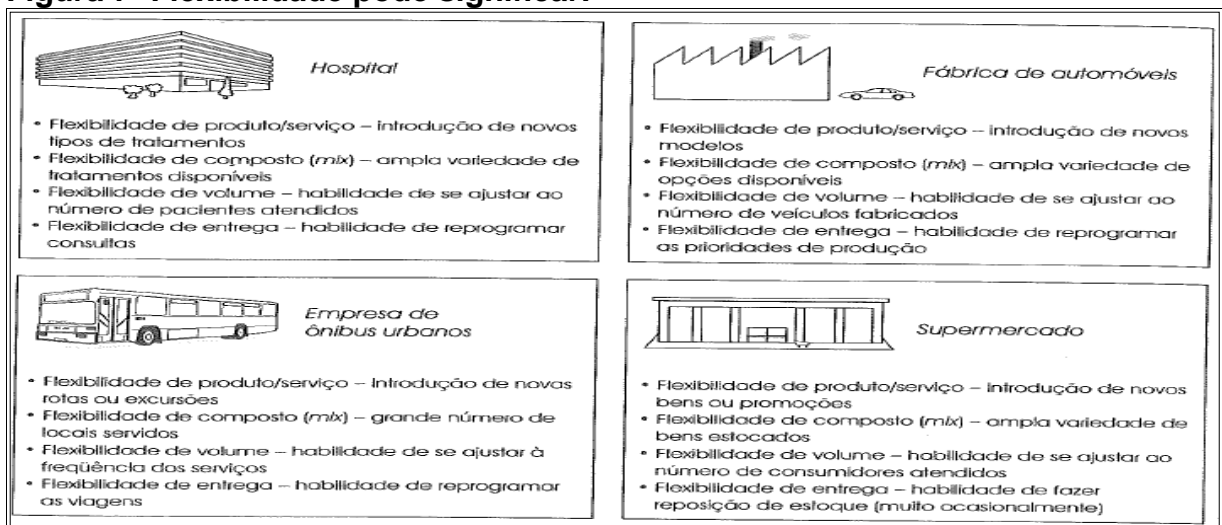 Hospital
• Flexibilidade de produto/serviço – introdução de novos
tipos de tratamentos
• Flexibilidade de composto (mix) – ampla variedade de
tratamentos disponíveis
• Flexibilidade de volume – habilidade de se ajustar ao
número de pacientes atendidos
• Flexibilidade de entrega – habilidade de reprogramar
consultas
Fábrica de automóveis
• Flexibilidade de produto/serviço – introdução de novos
modelos
• Flexibilidade de composto (mix) – ampla variedade de
opções disponíveis
• Flexibilidade de volume – habilidade de se ajustar ao
número de veículos fabricados
• Flexibilidade de entrega – habilidade de reprogramar
as prioridades de produção
Empresa de
ônibus urbanos
• Flexibilidade de produto/serviço – introdução de novas
rotas ou excursões
• Flexibilidade de composto (mix) – grande número de
locais servidos
• Flexibilidade de volume – habilidade de se ajustar à
freqüência dos serviços
• Flexibilidade de entrega – habilidade de reprogramar
as viagens
Supermercado
• Flexibilidade de produto/serviço – introdução de novos
bens ou promoções
• Flexibilidade de composto (mix) – ampla variedade de
bens estocados
• Flexibilidade de volume – habilidade de se ajustar ao
número de consumidores atendidos
• Flexibilidade de entrega – habilidade de fazer
reposição de estoque (muito ocasionalmente)